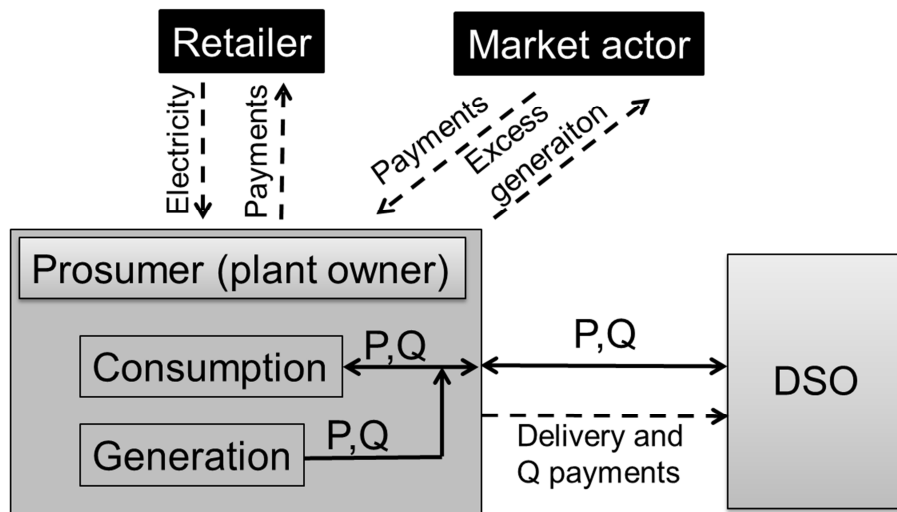 Retailer
Market actor
Electricity
Payments
Payments
Excess
generaiton
Prosumer (plant owner)
Consumption
P,Q
Generation
P,Q
P,Q
Delivery and
Q payments
DSO